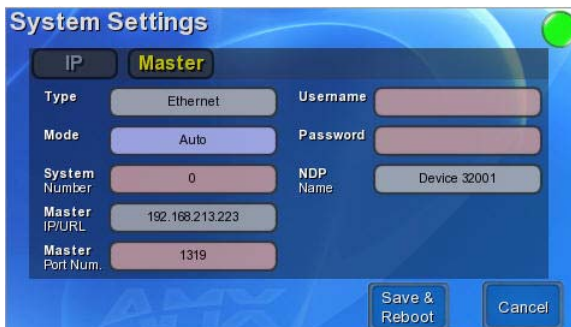 System Settings
IP
Master
Type
Ethernet
Mode
Auto
System
Number
0
Master
IP/URL
192.168.213.223
Master
Port Num.
1319
Username
Password
NDP
Name
Device 32001
AMX
Save &
Reboot
Cancel